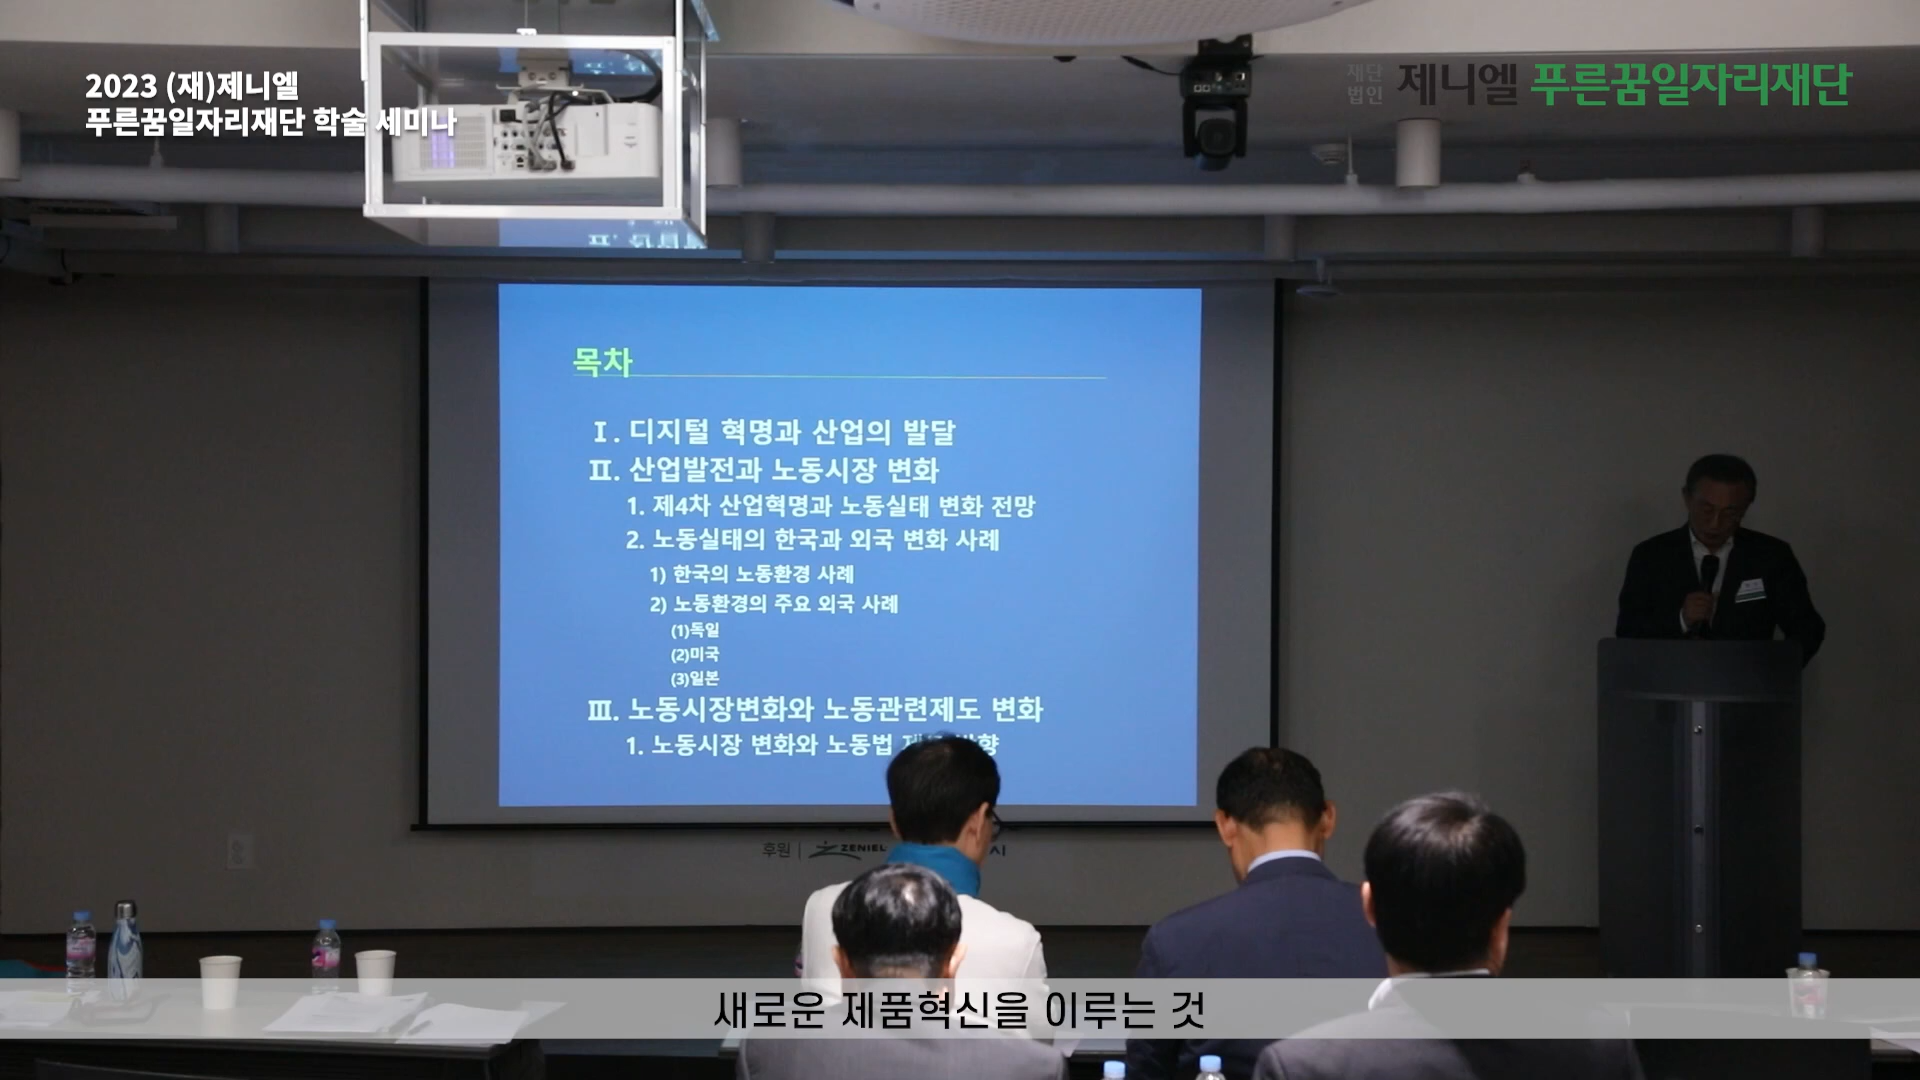 2023 (재)제니엘
푸른꿈일자리재단 학술 세미나
재단
법인
제니엘 푸른꿈일자리재단
목차
Ⅰ. 디지털 혁명과 산업의 발달
Ⅱ. 산업발전과 노동시장 변화
1. 제4차 산업혁명과 노동실태 변화 전망
2. 노동실태의 한국과 외국 변화 사례
1) 한국의 노동환경 사례
2) 노동환경의 주요 외국 사례
(1)독일
(2)미국
(3)일본
Ⅲ. 노동시장변화와 노동관련제도 변화
1. 노동시장 변화와 노동법
후원 | ZENIEL
새로운 제품혁신을 이루는 것